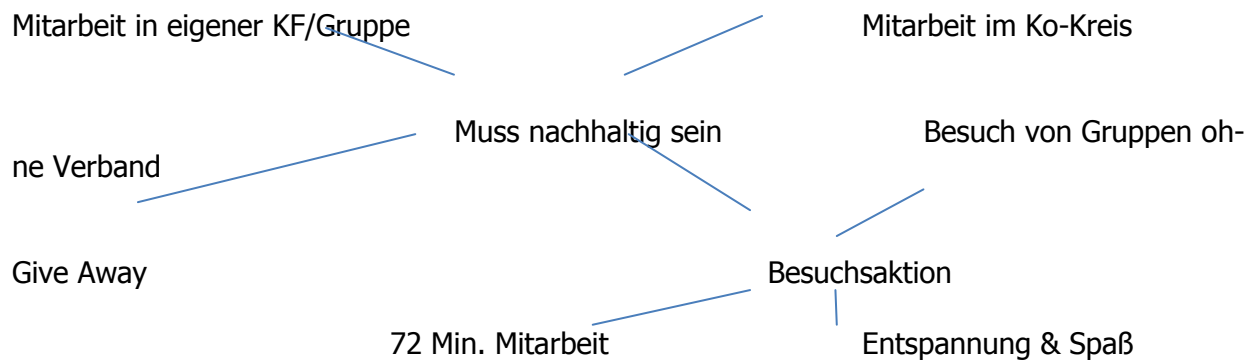 Mitarbeit in eigener KF/Gruppe Mitarbeit im Ko-Kreis
Muss nachhaltig sein Besuch von Gruppen oh-
ne Verband
Give Away Besuchsaktion
72 Min. Mitarbeit Entspannung & Spaß